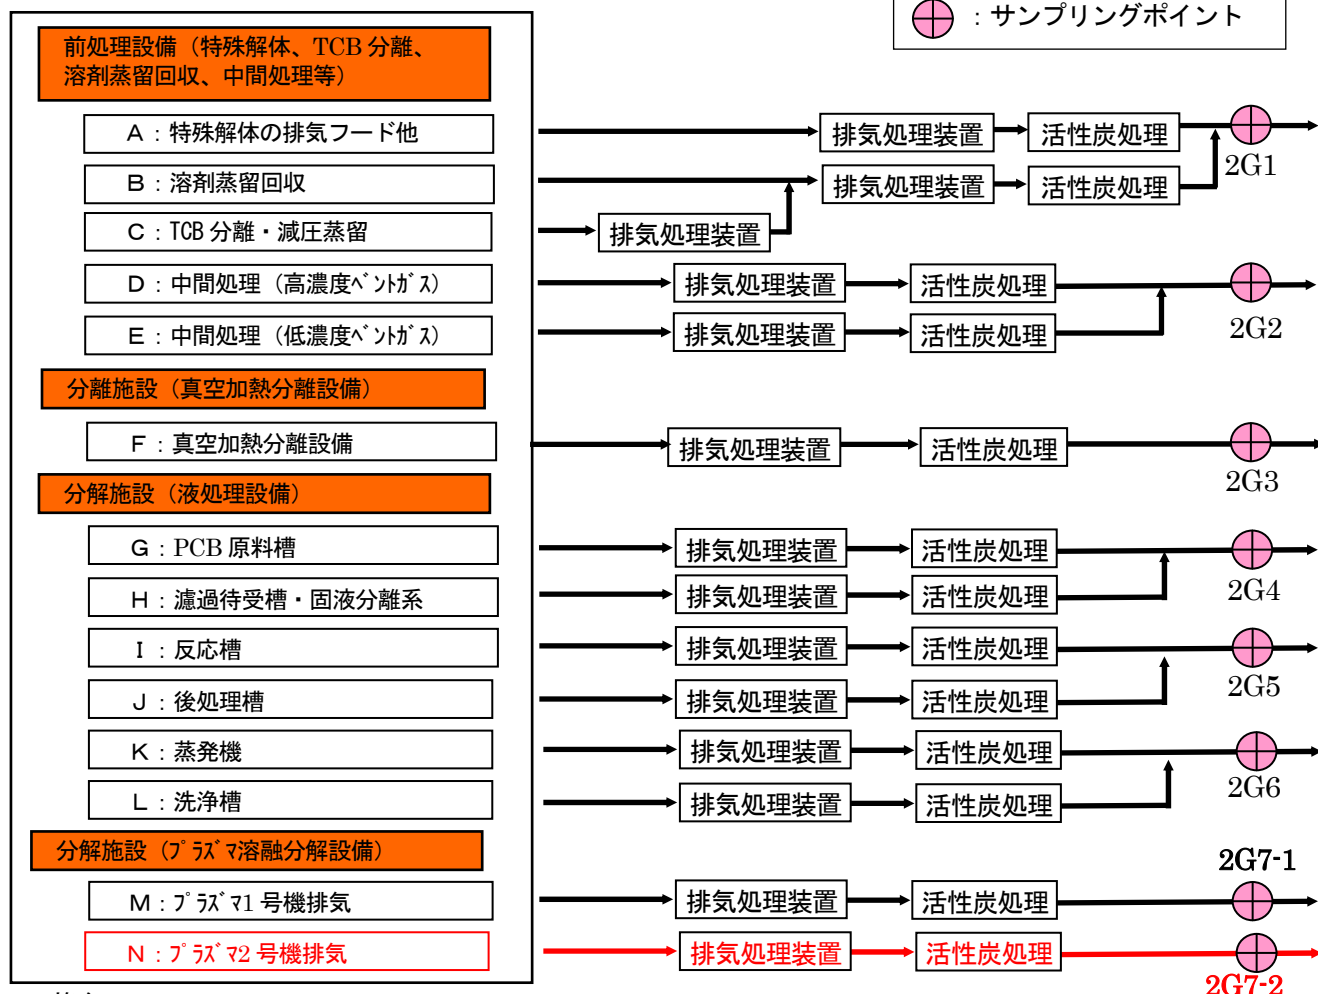 ：サンプリングポイント
前処理設備（特殊解体、TCB 分離、
溶剤蒸留回収、中間処理等）
A：特殊解体の排気フード他
排気処理装置
活性炭処理
2G1
B：溶剤蒸留回収
排気処理装置
活性炭処理
C：TCB 分離・減圧蒸留
排気処理装置
D：中間処理（高濃度ﾍﾞﾝﾄｶﾞｽ）
排気処理装置
活性炭処理
2G2
E：中間処理（低濃度ﾍﾞﾝﾄｶﾞｽ）
排気処理装置
活性炭処理
分離施設（真空加熱分離設備）
F：真空加熱分離設備
排気処理装置
活性炭処理
2G3
分解施設（液処理設備）
G：PCB 原料槽
排気処理装置
活性炭処理
2G4
H：濾過待受槽・固液分離系
排気処理装置
活性炭処理
I：反応槽
排気処理装置
活性炭処理
2G5
J：後処理槽
排気処理装置
活性炭処理
K：蒸発機
排気処理装置
活性炭処理
2G6
L：洗浄槽
排気処理装置
活性炭処理
分解施設（ﾌﾟﾗｽﾞﾏ溶融分解設備）
2G7-1
M：ﾌﾟﾗｽﾞﾏ1 号機排気
排気処理装置
活性炭処理
N：ﾌﾟﾗｽﾞﾏ2 号機排気
排気処理装置
活性炭処理
2G7-2